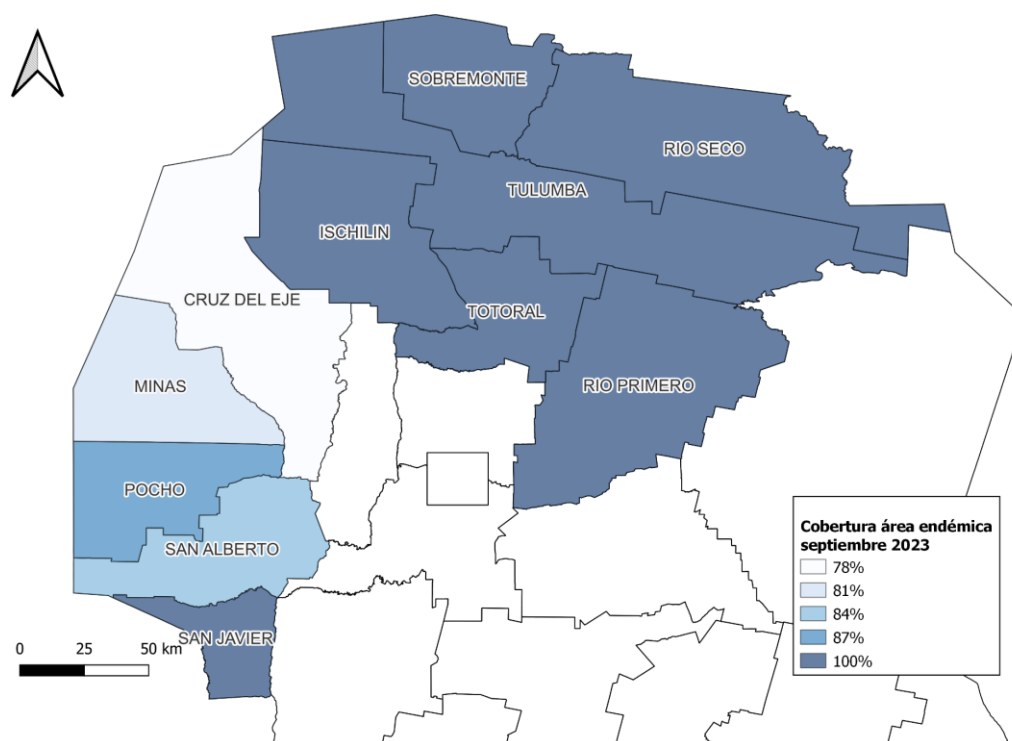 SOBREMONTE
RIO SECO
TULUMBA
ISCHILIN
CRUZ DEL EJE
TOTORAL
MINAS
RIO PRIMERO
POCHO
SAN ALBERTO
SAN JAVIER
0 25 50 km
Cobertura área endémica
septiembre 2023
78%
81%
84%
87%
100%